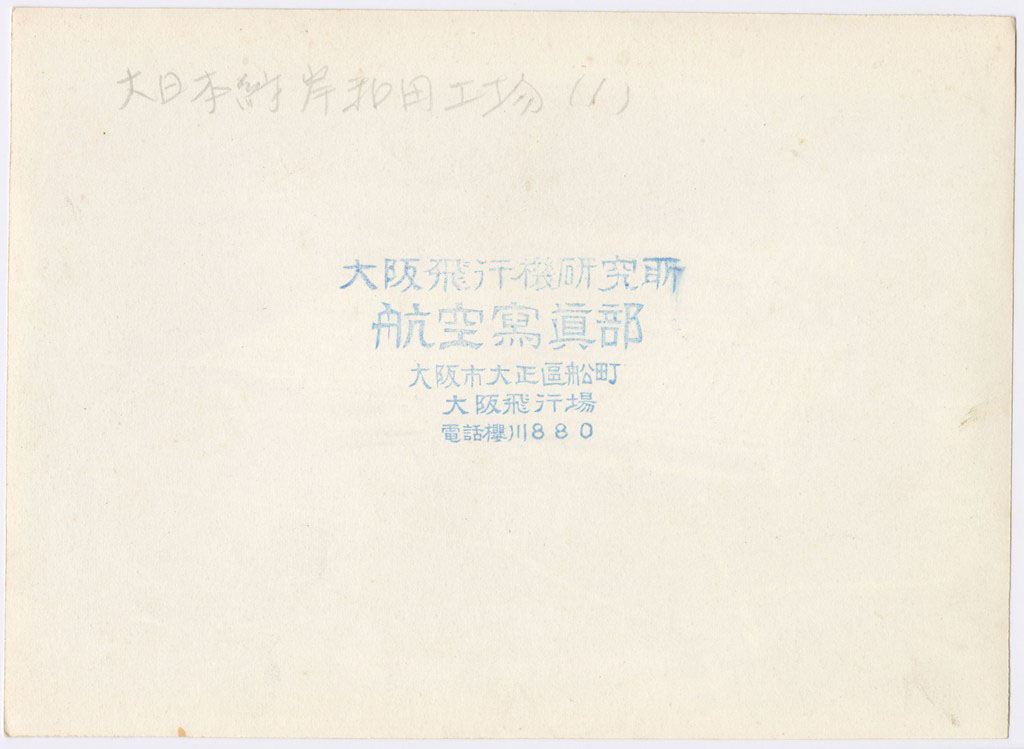 大日本紡岸和田工場(1)
大阪飛行機研究所
航空寫眞部
大阪市大正區船町
大阪飛行場
電話櫻川880